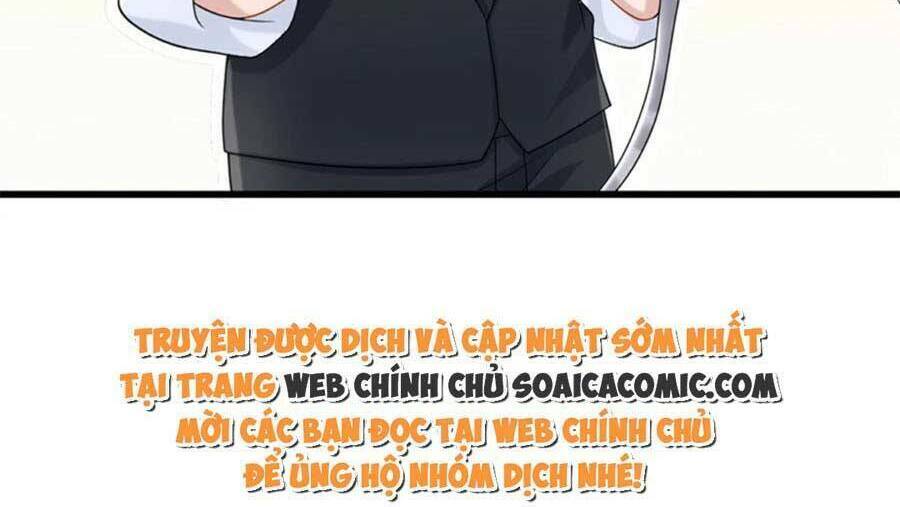 TRUYỆN ĐƯỢC DỊCH VÀ CẬP NHẬT SỚM NHẤT
TẠI TRANG WEB CHÍNH CHỦ SOAICACOMIC.COM
MỜI CÁC BẠN ĐỌC TẠI WEB CHÍNH CHỦ
ĐỂ ỦNG HỘ NHÓM DỊCH NHÉ!